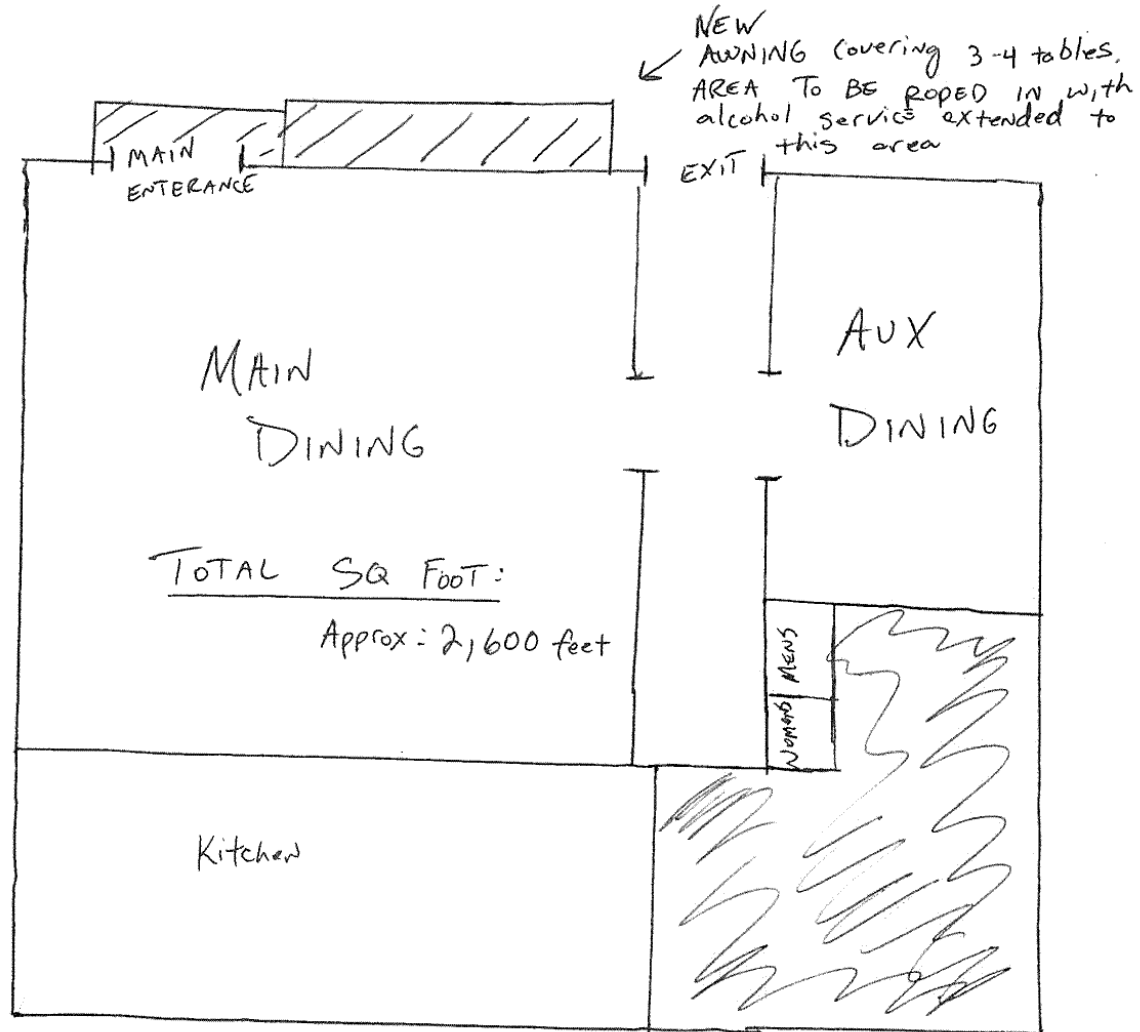 NEW
AWNING Covering 3-4 tables.
AREA TO BE ROPED IN with
alcohol service extended to
this area
MAIN
ENTERANCE
EXIT
MAIN
DINING
AUX
DINING
TOTAL SQ FOOT:
Approx: 2,600 feet
MENS
WOMENS
Kitchen